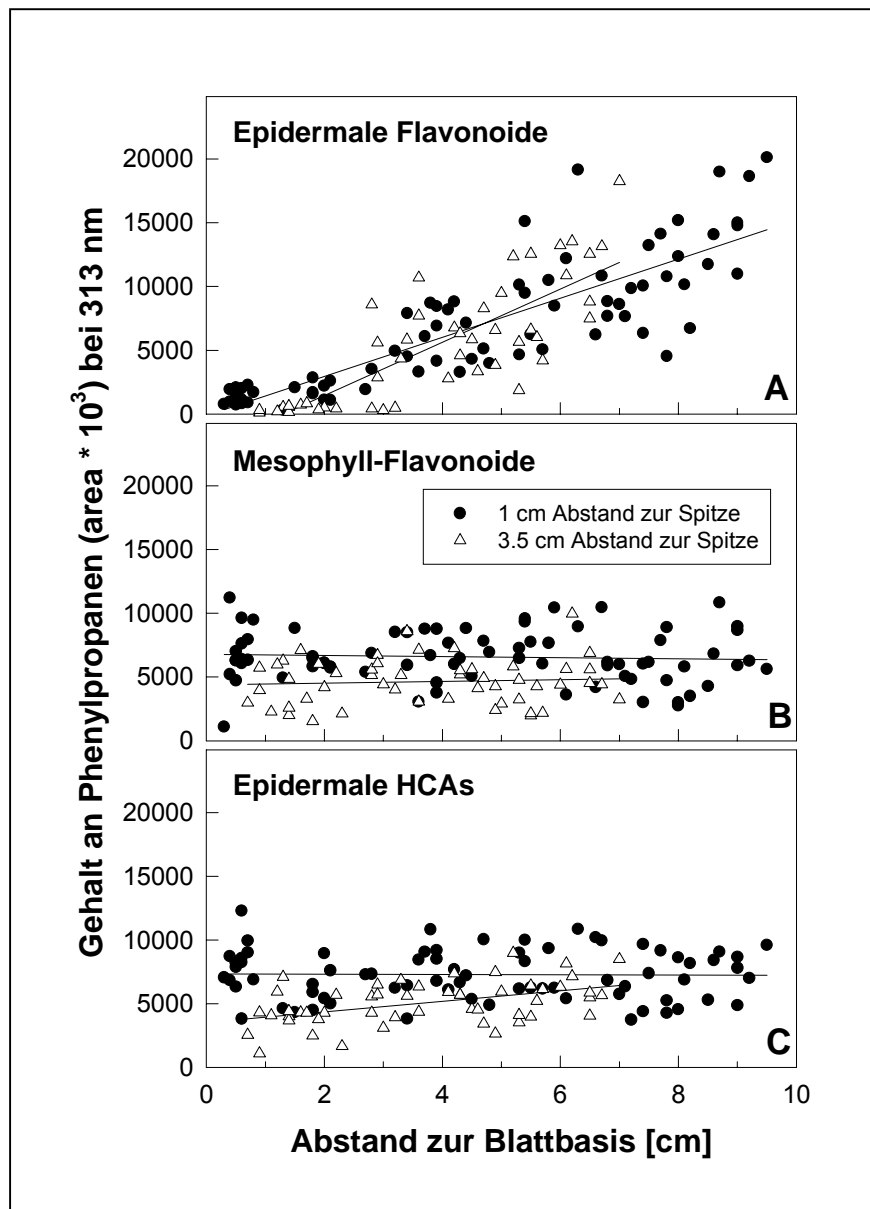 Gehalt an Phenylpropanen (area * 10³) bei 313 nm
Epidermale Flavonoide
20000
15000
10000
5000
0
A
Mesophyll-Flavonoide
1 cm Abstand zur Spitze
3.5 cm Abstand zur Spitze
20000
15000
10000
5000
0
B
Epidermale HCAs
20000
15000
10000
5000
0
C
0 2 4 6 8 10
Abstand zur Blattbasis [cm]